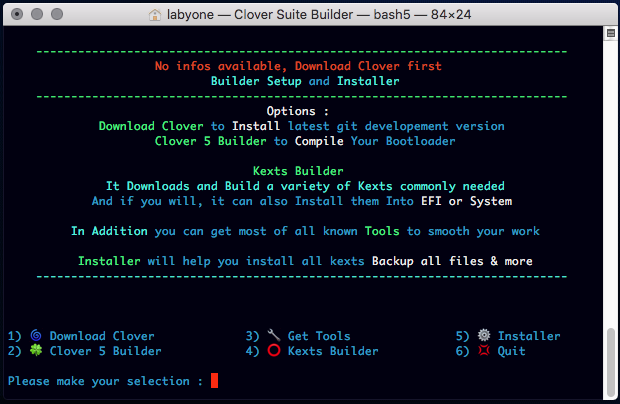 labyone — Clover Suite Builder — bash5 — 84×24
--------------------------------------------------------------------------
No infos available, Download Clover first
Builder Setup and Installer
--------------------------------------------------------------------------
Options :
Download Clover to Install latest git developement version
Clover 5 Builder to Compile Your Bootloader
Kexts Builder
It Downloads and Build a variety of Kexts commonly needed
And if you will, it can also Install them Into EFI or System
In Addition you can get most of all known Tools to smooth your work
Installer will help you install all kexts Backup all files & more
--------------------------------------------------------------------------
1) 🌀 Download Clover 3) 🔧 Get Tools 5) ⚙️ Installer
2) 🍀 Clover 5 Builder 4) ⭕ Kexts Builder 6) 💢 Quit
Please make your selection :